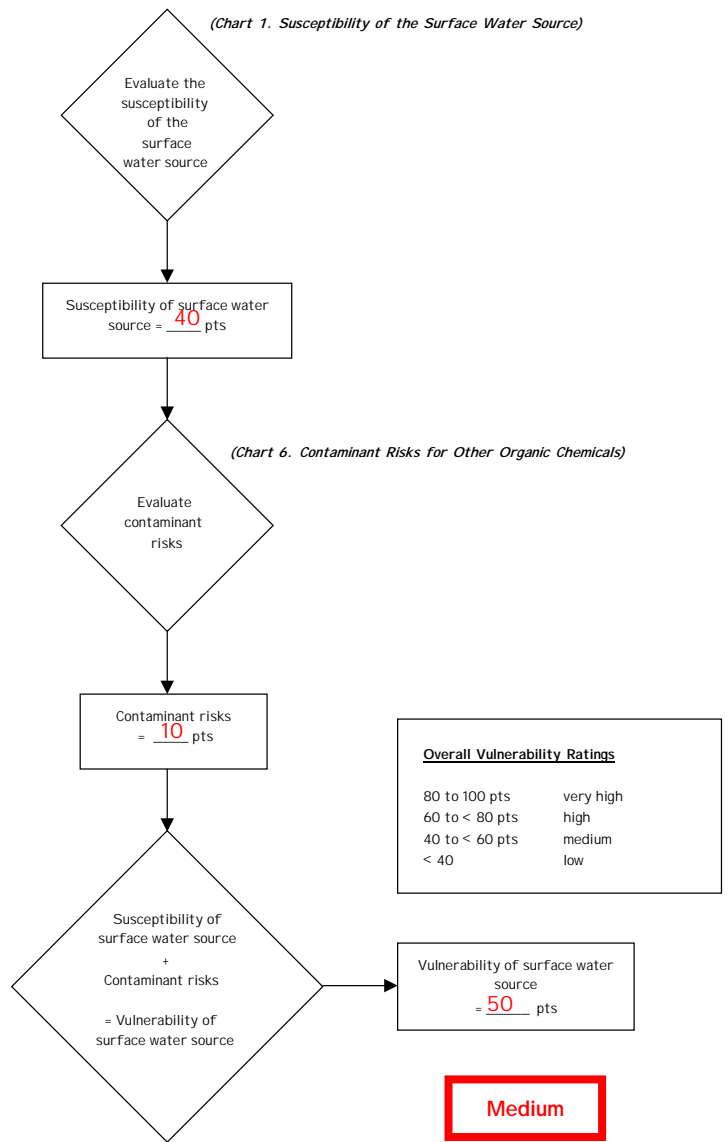 (Chart 1. Susceptibility of the Surface Water Source)
Evaluate the
susceptibility
of the
surface
water source
Susceptibility of surface water
source = 40 pts
(Chart 6. Contaminant Risks for Other Organic Chemicals)
Evaluate
contaminant
risks
Contaminant risks
= 10 pts
Overall Vulnerability Ratings
80 to 100 pts very high
60 to < 80 pts high
40 to < 60 pts medium
< 40 low
Susceptibility of
surface water source
+
Contaminant risks
= Vulnerability of
surface water source
Vulnerability of surface water
source
= 50 pts
Medium